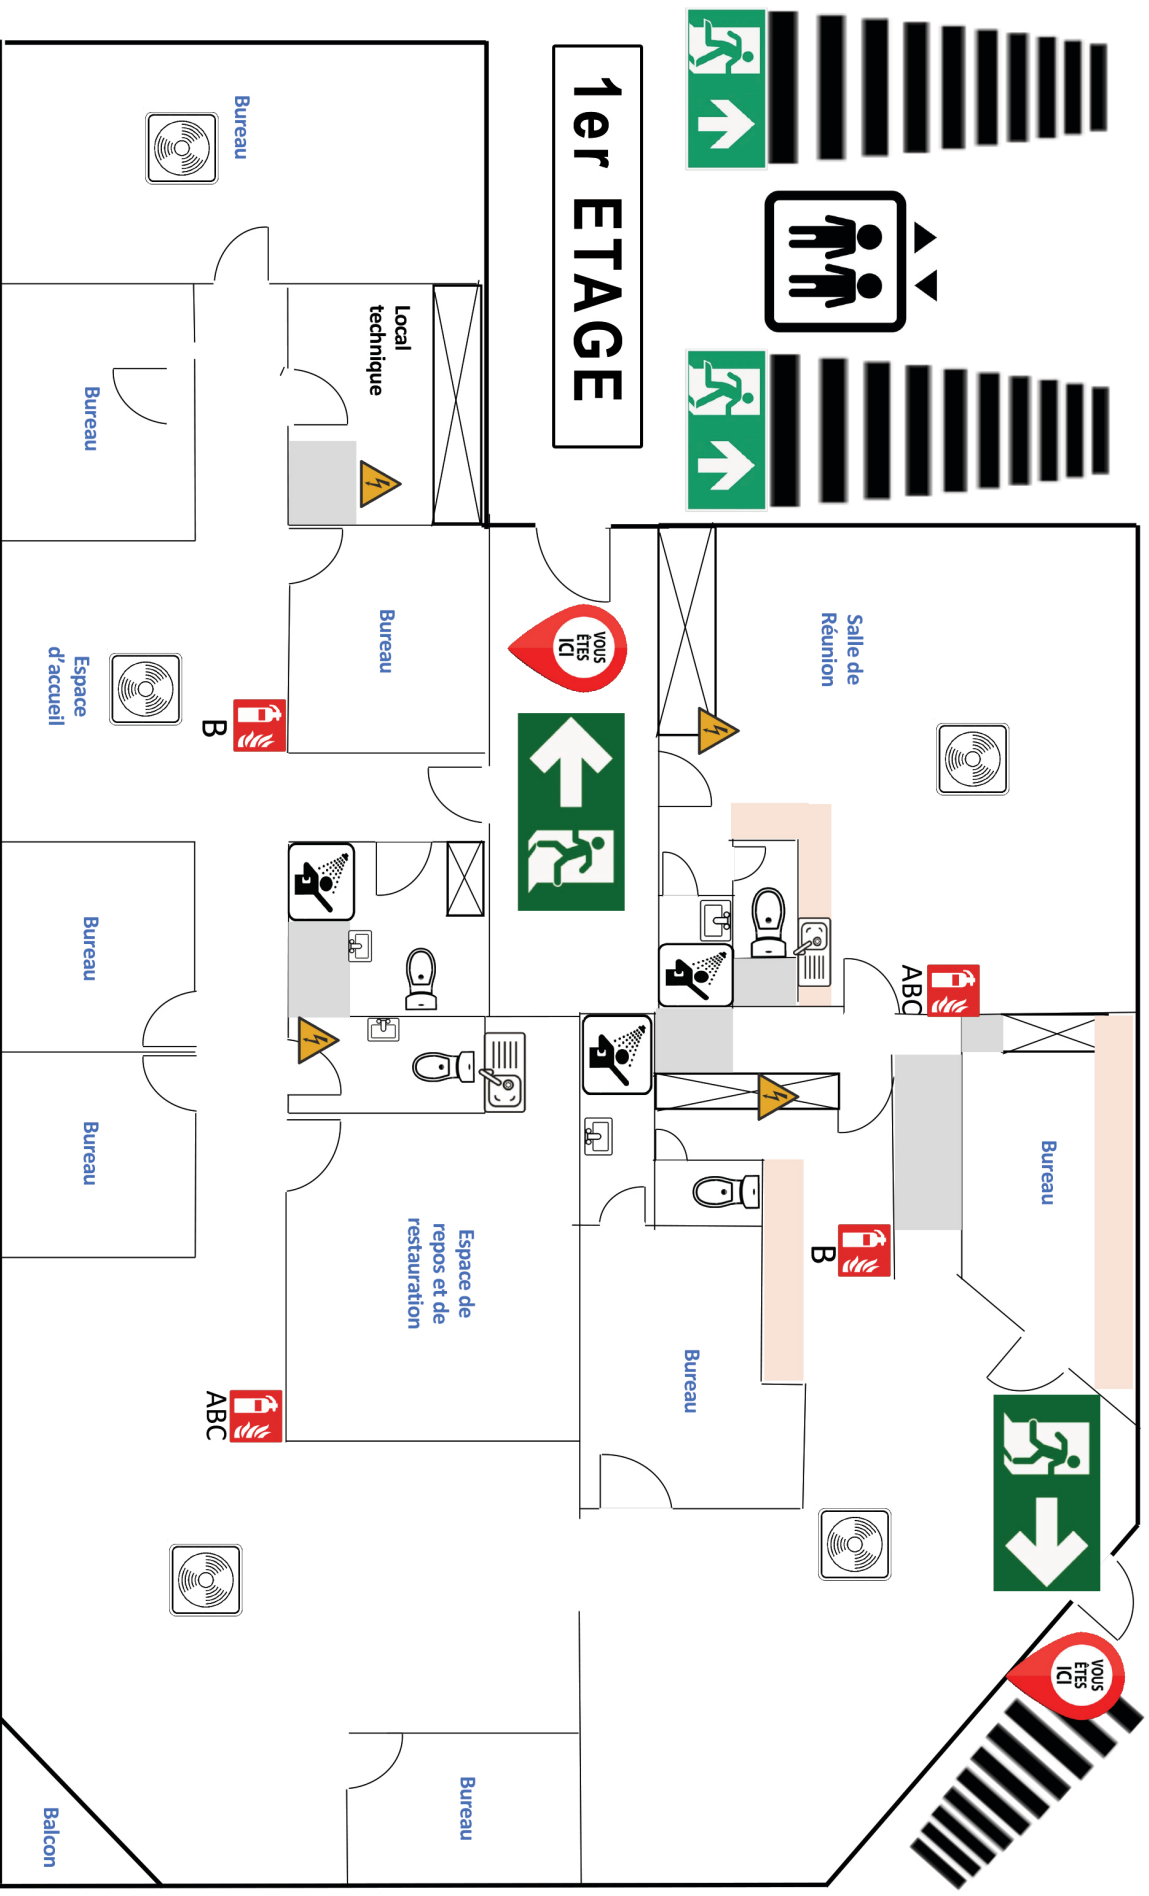 1er ETAGE
Bureau
Local
technique
Bureau
Salle de
Réunion
Bureau
VOUS
ÊTES
ICI
Espace
d'accueil
B
ABC
Bureau
Bureau
Bureau
B
Espace de
repos et de
restauration
Bureau
ABC
VOUS
ÊTES
ICI
Bureau
Balcon